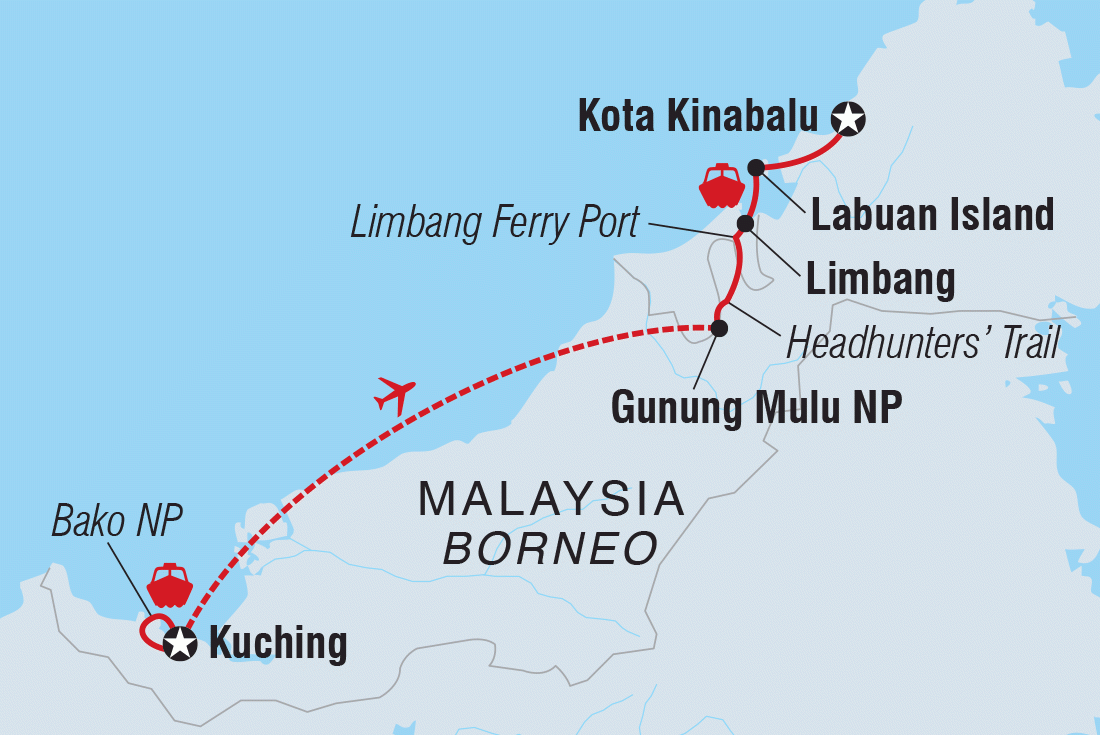 Kota Kinabalu
Labuan Island
Limbang Ferry Port
Limbang
Headhunters’ Trail
Gunung Mulu NP
MALAYSIA
BORNEO
Bako NP
Kuching